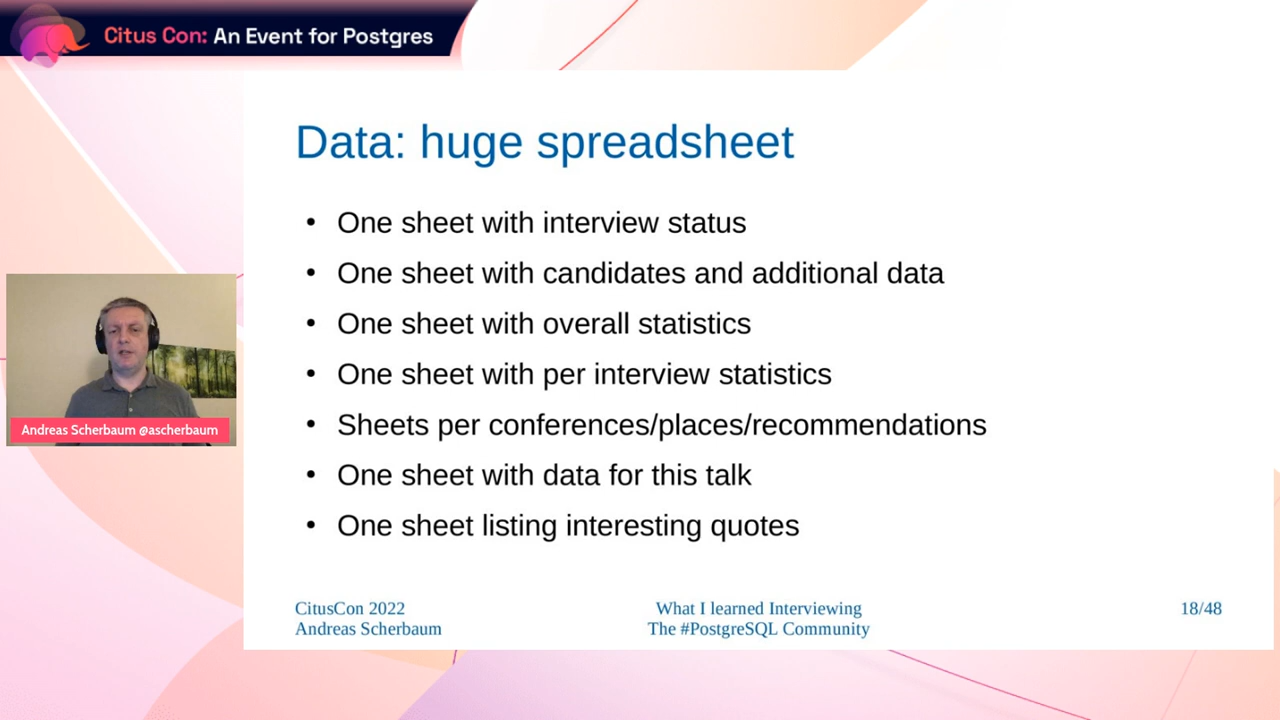 Citus Con: An Event for Postgres
Data: huge spreadsheet
• One sheet with interview status
• One sheet with candidates and additional data
• One sheet with overall statistics
• One sheet with per interview statistics
• Sheets per conferences/places/recommendations
• One sheet with data for this talk
• One sheet listing interesting quotes
Andreas Scherbaum @ascherbaum
CitusCon 2022
Andreas Scherbaum
What I learned Interviewing
The #PostgreSQL Community
18/48